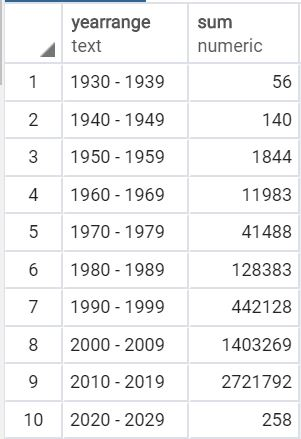 yearrange sum
text numeric
1 1930 - 1939 56
2 1940 - 1949 140
3 1950 - 1959 1844
4 1960 - 1969 11983
5 1970 - 1979 41488
6 1980 - 1989 128383
7 1990 - 1999 442128
8 2000 - 2009 1403269
9 2010 - 2019 2721792
10 2020 - 2029 258